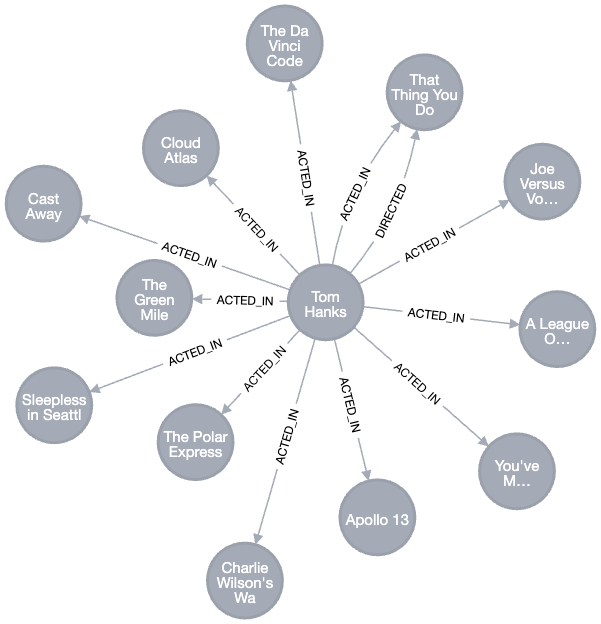 The Da
Vinci
Code
That
Thing You
Do
Cloud
Atlas
Joe
Versus
Vo…
Cast
Away
ACTED_IN
ACTED_IN
DIRECTED
ACTED_IN
ACTED_IN
ACTED_IN
The
Green
Mile
ACTED_IN
Tom
Hanks
ACTED_IN
A League
O…
ACTED_IN
ACTED_IN
ACTED_IN
ACTED_IN
ACTED_IN
Sleepless
in Seattl
The Polar
Express
You've
M…
Apollo 13
Charlie
Wilson's
Wa